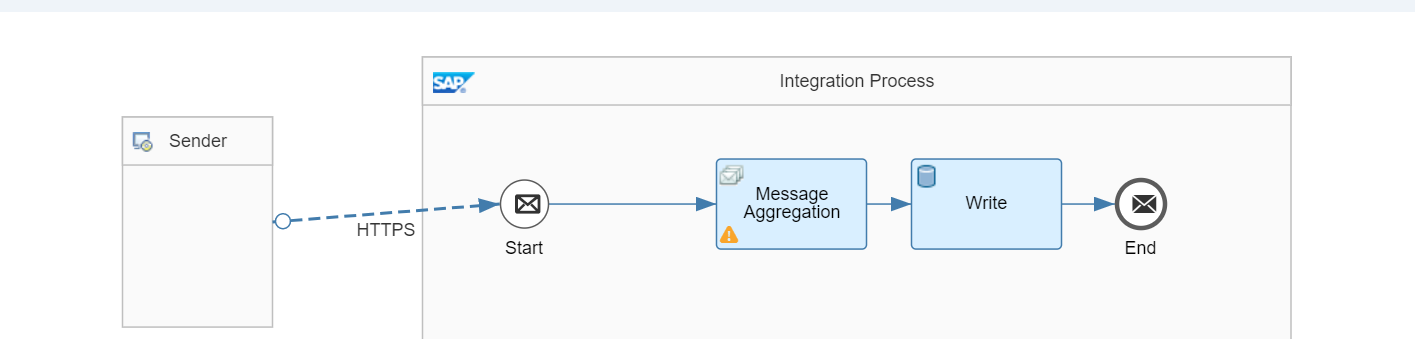 SAP
Integration Process
Sender
HTTPS
Start
Message
Aggregation
Write
End